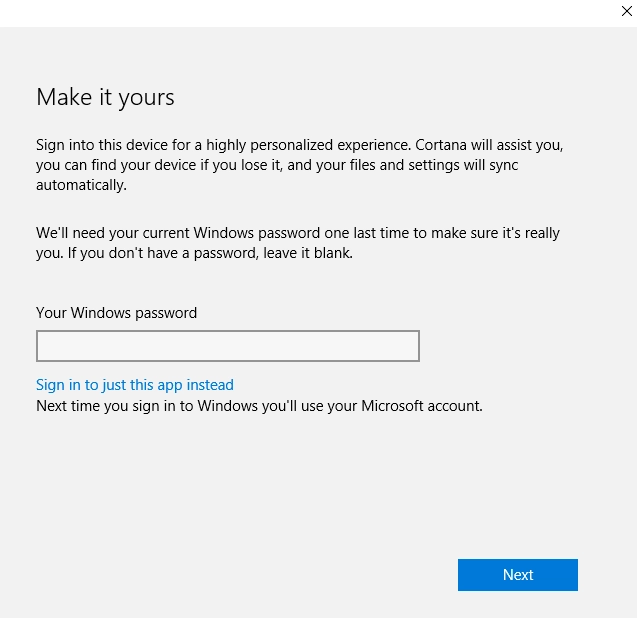 Make it yours
Sign into this device for a highly personalized experience. Cortana will assist you,
you can find your device if you lose it, and your files and settings will sync
automatically.
We'll need your current Windows password one last time to make sure it's really
you. If you don't have a password, leave it blank.
Your Windows password
Sign in to just this app instead
Next time you sign in to Windows you'll use your Microsoft account.
Next